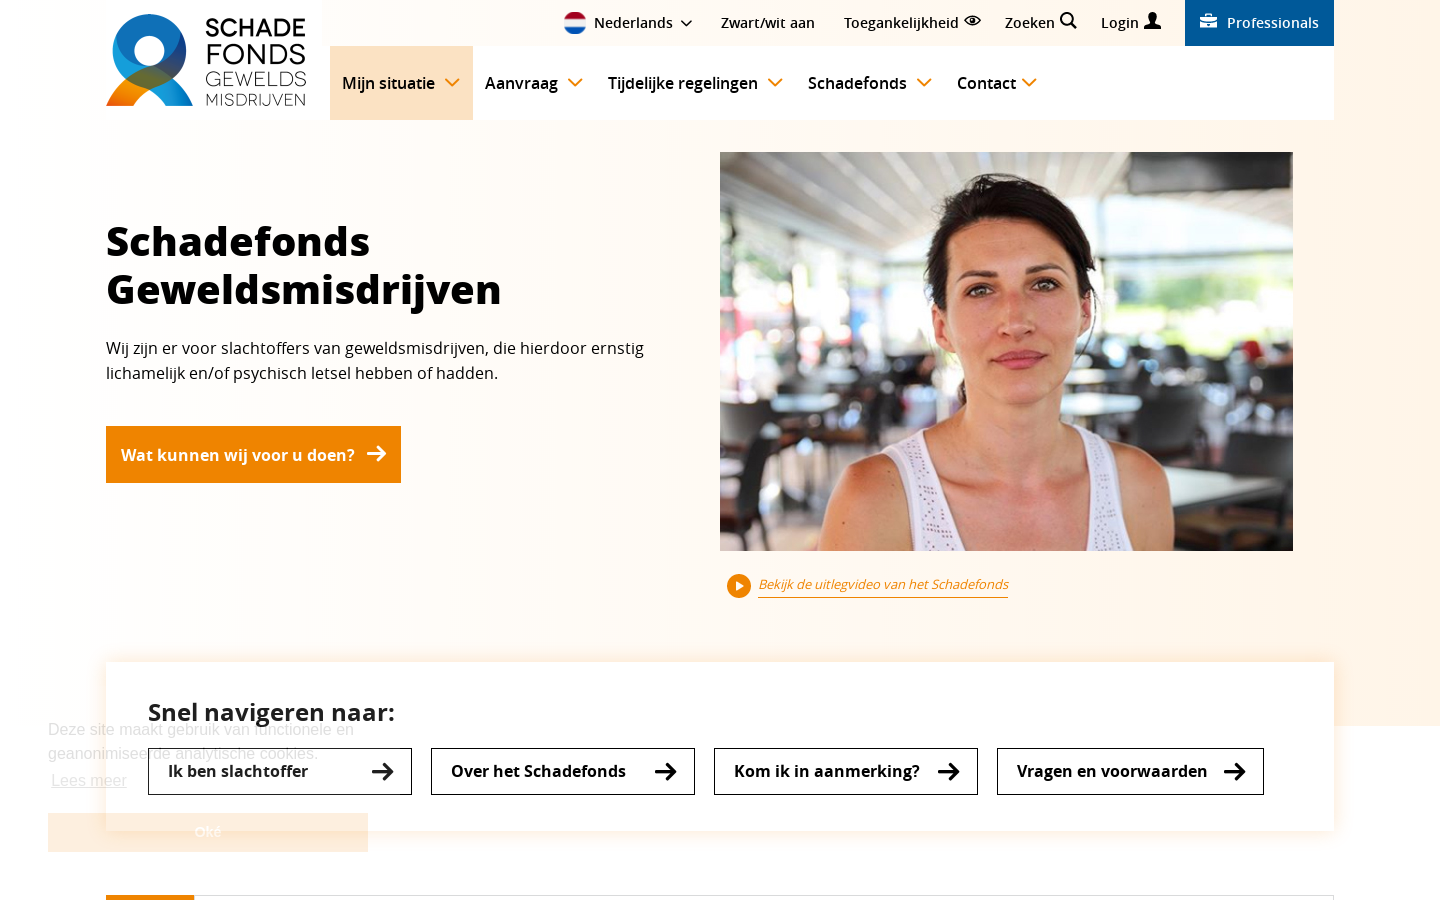 SCHADE
FONDS
GEWELDS
MISDRIJVEN
Nederlands
Zwart/wit aan
Toegankelijkheid
Zoeken
Login
Professionals
Mijn situatie
Aanvraag
Tijdelijke regelingen
Schadefonds
Contact
Schadefonds
Geweldsmisdrijven
Wij zijn er voor slachtoffers van geweldsmisdrijven, die hierdoor ernstig
lichamelijk en/of psychisch letsel hebben of hadden.
Wat kunnen wij voor u doen?
Bekijk de uitlegvideo van het Schadefonds
Snel navigeren naar:
Ik ben slachtoffer
Over het Schadefonds
Kom ik in aanmerking?
Vragen en voorwaarden
Deze site maakt gebruik van functionele en
geanonimiseerde analytische cookies.
Lees meer
Oké